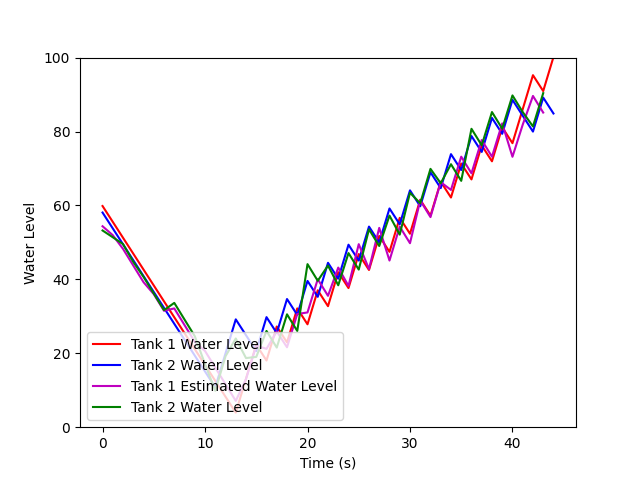 100
80
60
40
20
0
Water Level
Tank 1 Water Level
Tank 2 Water Level
Tank 1 Estimated Water Level
Tank 2 Water Level
0 10 20 30 40
Time (s)